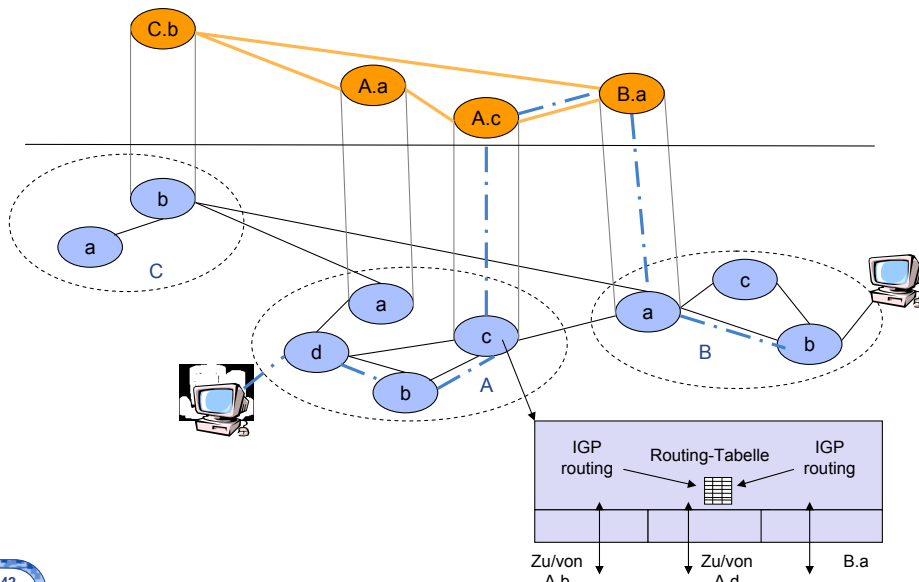 C.b
A.a
B.a
A.c
b
a
C
a
c
a
c
d
b
A
B
b
IGP
routing
Routing-Tabelle
IGP
routing
Zu/von
A.b
Zu/von
A.d
B.a